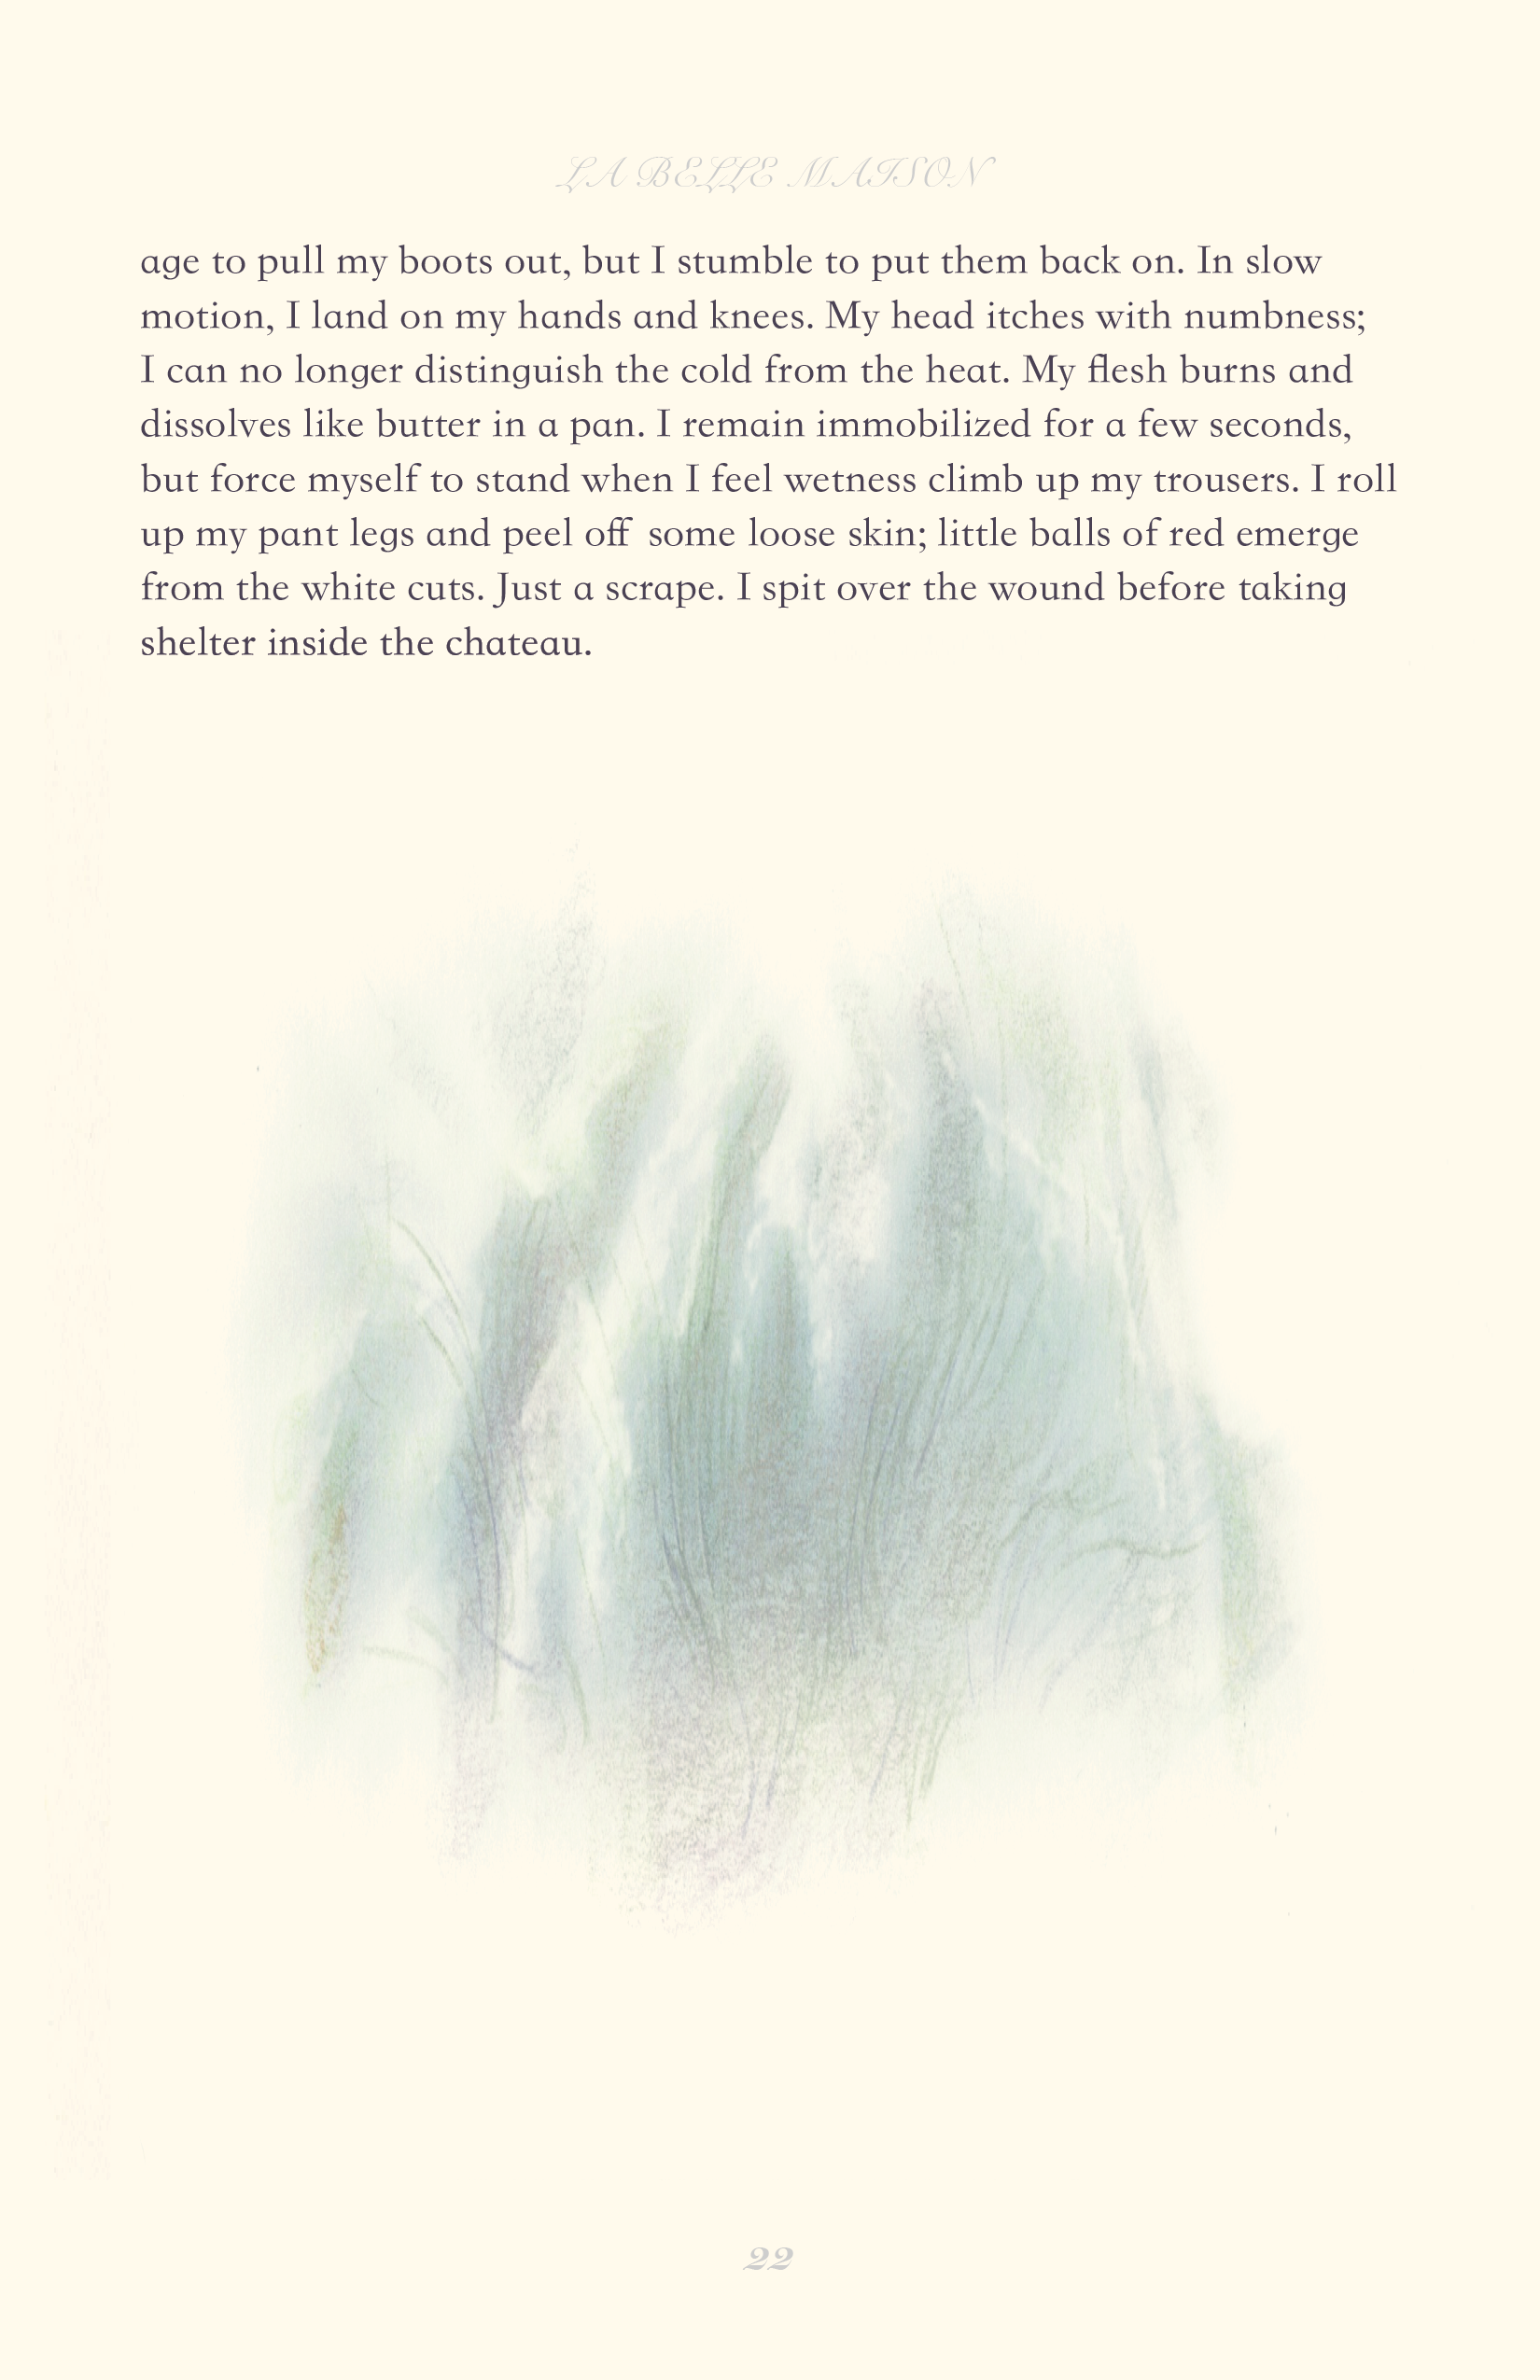 LA BELLE MAISON
age to pull my boots out, but I stumble to put them back on. In slow
motion, I land on my hands and knees. My head itches with numbness;
I can no longer distinguish the cold from the heat. My flesh burns and
dissolves like butter in a pan. I remain immobilized for a few seconds,
but force myself to stand when I feel wetness climb up my trousers. I roll
up my pant legs and peel off some loose skin; little balls of red emerge
from the white cuts. Just a scrape. I spit over the wound before taking
shelter inside the chateau.
22